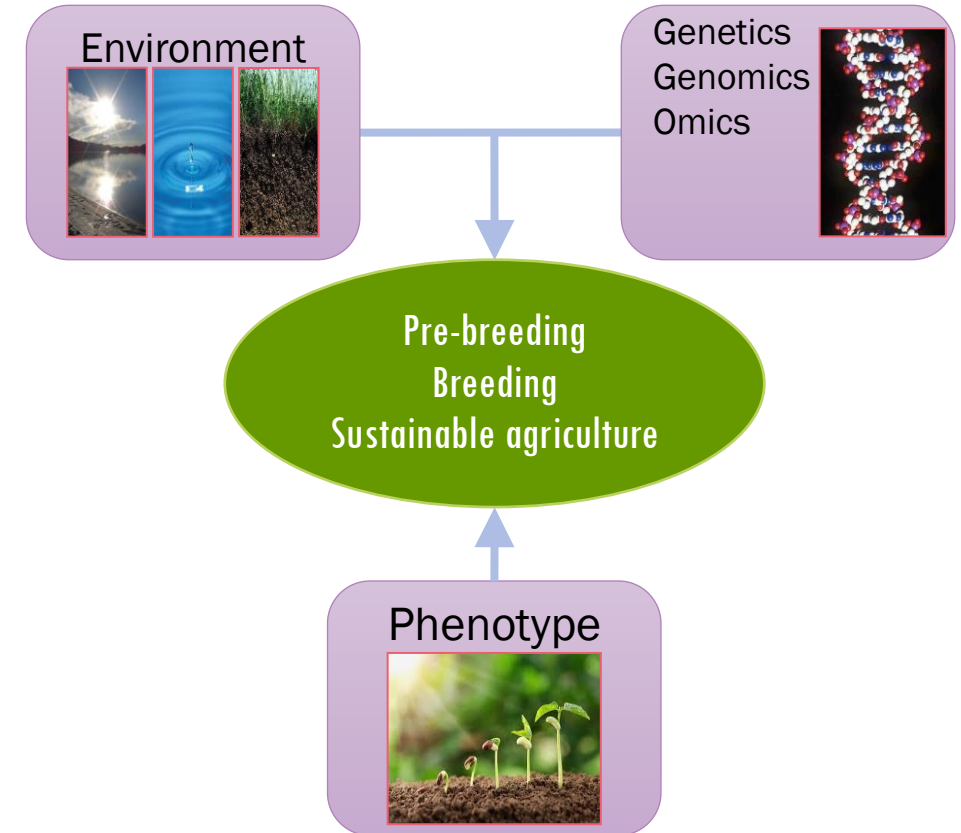 Environment
Genetics
Genomics
Omics
Pre-breeding
Breeding
Sustainable agriculture
Phenotype